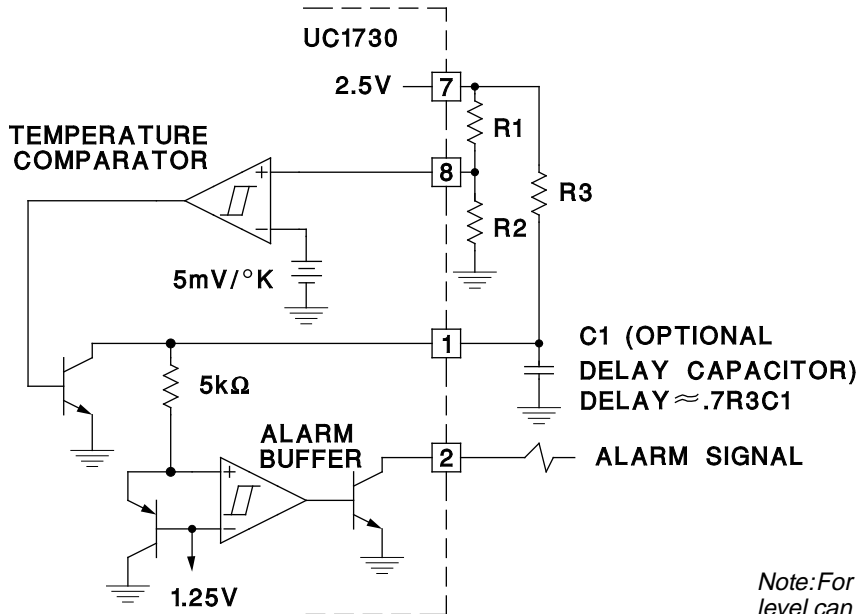 UC1730
2.5V
7
R1
TEMPERATURE
COMPARATOR
+
8
R3
R2
−
5mV/°K
1
C1 (OPTIONAL
DELAY CAPACITOR)
DELAY≈.7R3C1
5kΩ
ALARM
BUFFER
2
ALARM SIGNAL
+
−
1.25V
Note:For
level can